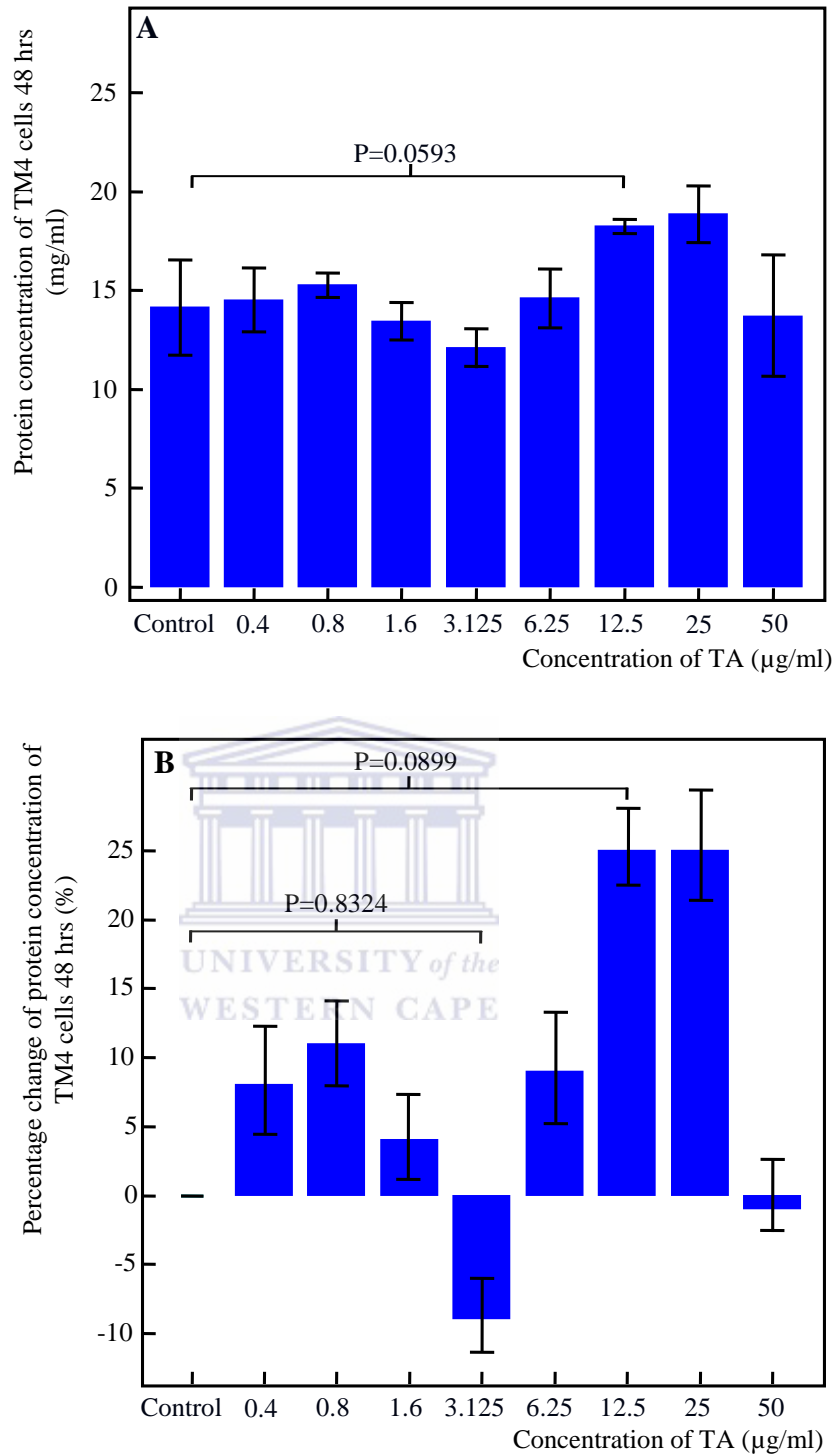 A
Protein concentration of TM4 cells 48 hrs
(mg/ml)
25
20
15
10
5
0
P=0.0593
Control 0.4 0.8 1.6 3.125 6.25 12.5 25 50
Concentration of TA (µg/ml)
B
Percentage change of protein concentration of
TM4 cells 48 hrs (%)
25
20
15
10
5
0
-5
-10
P=0.0899
P=0.8324
UNIVERSITY of the
WESTERN CAPE
Control 0.4 0.8 1.6 3.125 6.25 12.5 25 50
Concentration of TA (µg/ml)